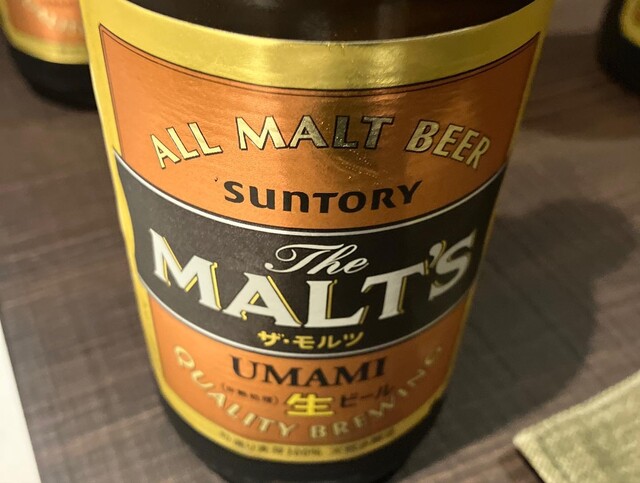 ALL MALT BEER
SUNTORY
The
MALT'S
ザ・モルツ
UMAMI
生 ビール
QUALITY BREWING